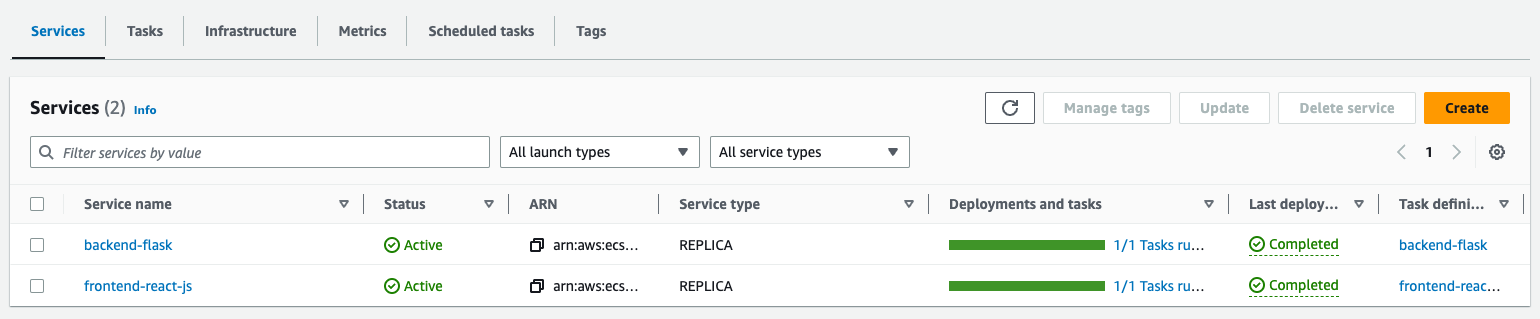 Services Tasks Infrastructure Metrics Scheduled tasks Tags
Services (2) Info Manage tags Update Delete service Create
Filter services by value All launch types All service types 1
Service name Status ARN Service type Deployments and tasks Last deploy... Task defini...
backend-flask Active arn:aws:ecs... REPLICA 1/1 Tasks ru... Completed backend-flask
frontend-react-js Active arn:aws:ecs... REPLICA 1/1 Tasks ru... Completed frontend-reac...